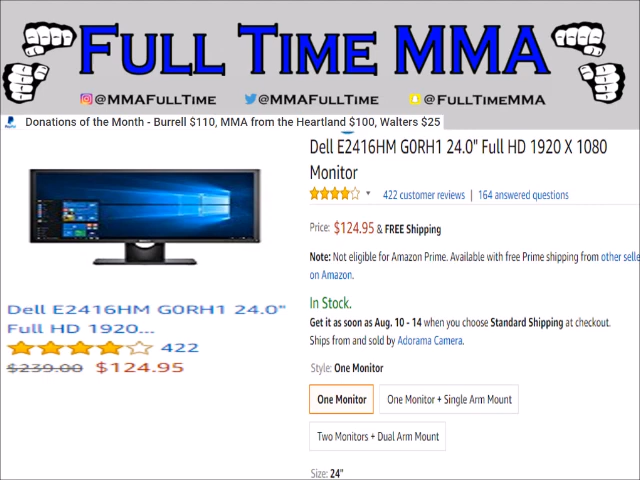 FULL TIME MMA
@MMAFULLTIME @MMAFULLTIME @FULLTIMEMMA
Donations of the Month - Burrell $110, MMA from the Heartland $100, Walters $25
Dell E2416HM G0RH1 24.0" Full HD 1920 X 1080
Monitor
422 customer reviews | 164 answered questions
Price: $124.95 & FREE Shipping
Note: Not eligible for Amazon Prime. Available with free Prime shipping from other selle
on Amazon.
In Stock.
Get it as soon as Aug. 10 - 14 when you choose Standard Shipping at checkout.
Ships from and sold by Adorama Camera.
Style: One Monitor
One Monitor One Monitor + Single Arm Mount
Two Monitors + Dual Arm Mount
Size: 24"
Dell E2416HM G0RH1 24.0"
Full HD 1920...
422
$239.00 $124.95